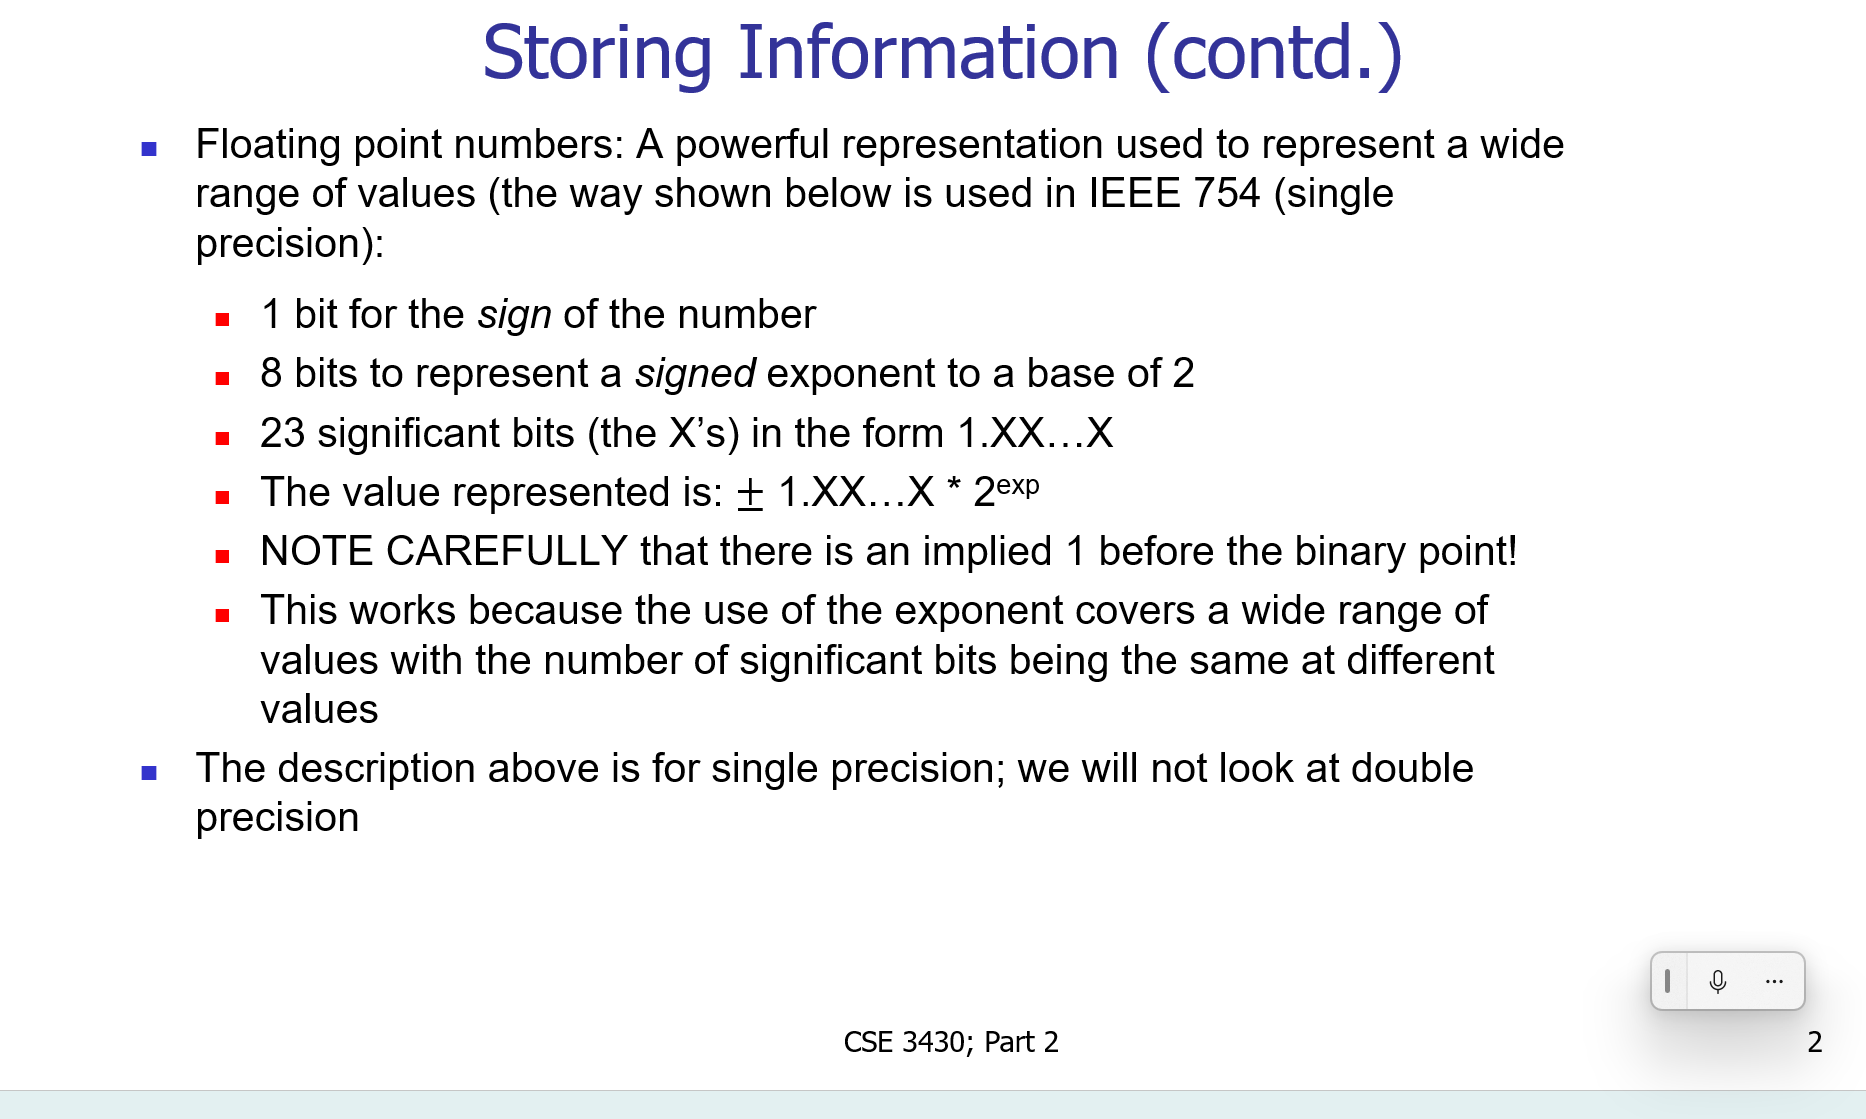 Storing Information (contd.)
Floating point numbers: A powerful representation used to represent a wide
range of values (the way shown below is used in IEEE 754 (single
precision):
1 bit for the sign of the number
8 bits to represent a signed exponent to a base of 2
23 significant bits (the X’s) in the form 1.XX…X
The value represented is: ± 1.XX…X * 2exp
NOTE CAREFULLY that there is an implied 1 before the binary point!
This works because the use of the exponent covers a wide range of
values with the number of significant bits being the same at different
values
The description above is for single precision; we will not look at double
precision
CSE 3430; Part 2
2